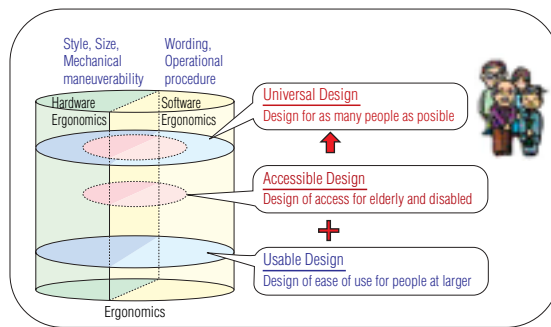 Style, Size,
Mechanical
maneuverability
Wording,
Operational
procedure
Hardware
Ergonomics
Software
Ergonomics
Universal Design
Design for as many people as posible
Accessible Design
Design of access for elderly and disabled
+
Usable Design
Design of ease of use for people at larger
Ergonomics